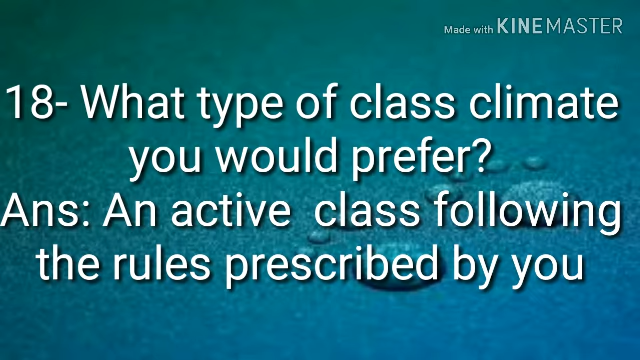 Made with KINEMASTER
18- What type of class climate
you would prefer?
Ans: An active  class following
the rules prescribed by you